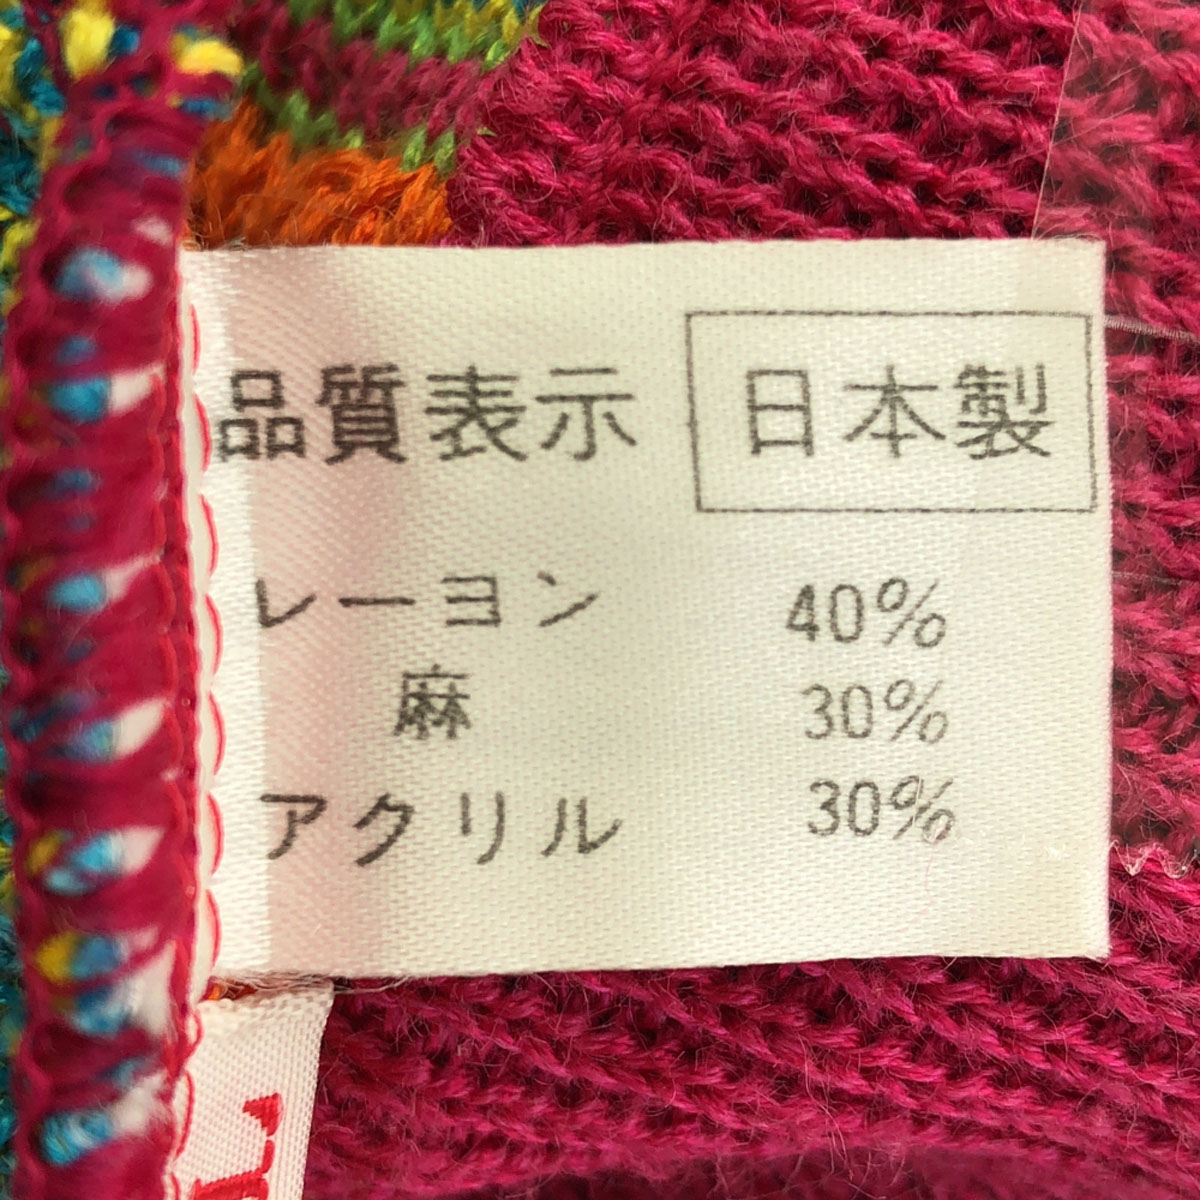 品質表示 日本製
レーヨン 40%
麻 30%
アクリル 30%